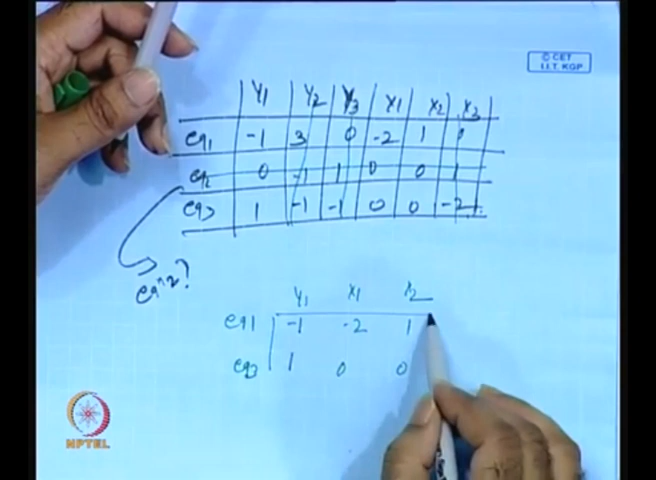 © CET
I.I.T. KGP
Y1 Y2 Y3 X1 X2 X3
eq1 -1 3 0 -2 1 0
eq2 0 -1 1 0 0 1
eq3 1 -1 -1 0 0 -2
eqn 2?
Y1 X1 X2
eq1 -1 -2 1
eq3 1 0 0
NPTEL